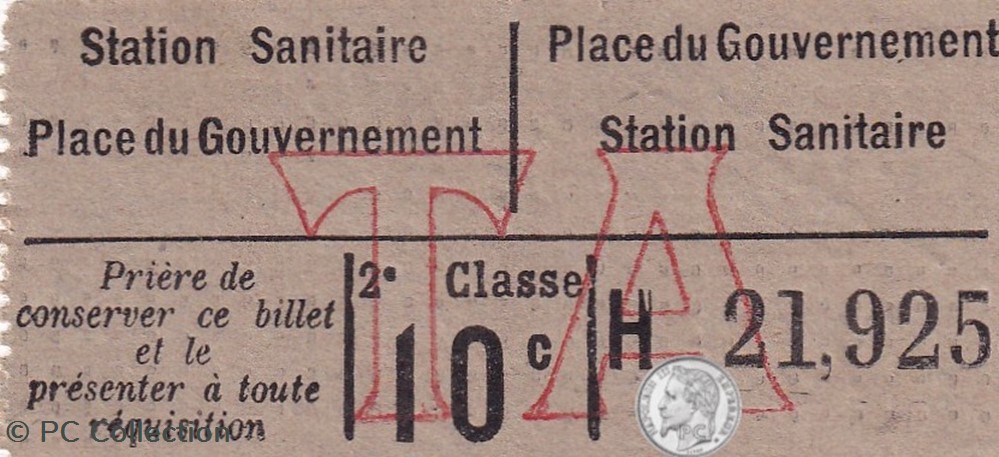 Station Sanitaire
Place du Gouvernement
Place du Gouvernement
Station Sanitaire
TA
Prière de
conserver ce billet
et le
présenter à toute
réquisition
2e Classe
10 c
H 21,925
© PC Collection
PC